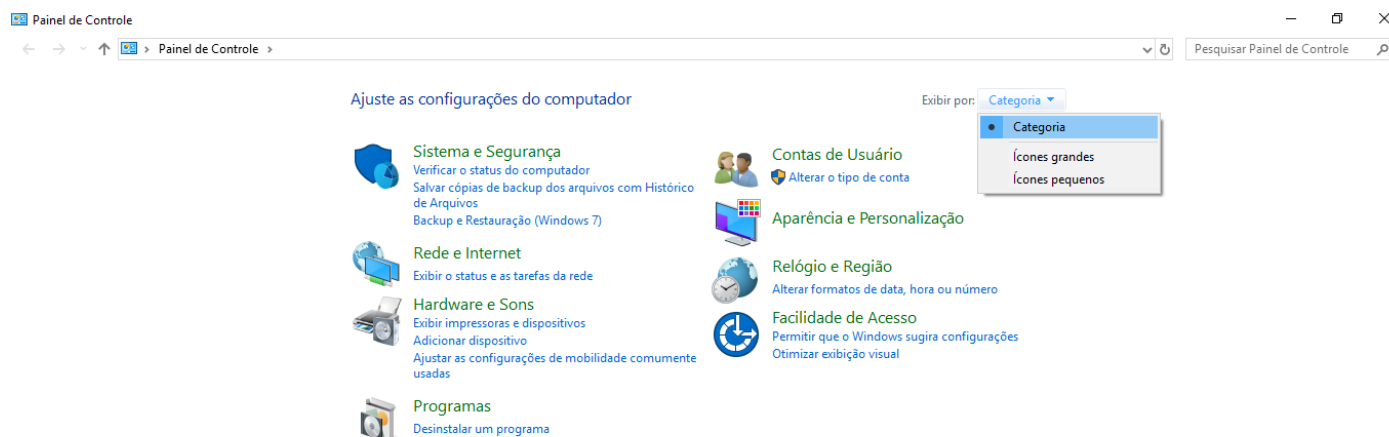 Painel de Controle
Painel de Controle
Pesquisar Painel de Controle
Ajuste as configurações do computador
Exibir por: Categoria
Categoria
Ícones grandes
Ícones pequenos
Sistema e Segurança
Verificar o status do computador
Salvar cópias de backup dos arquivos com Histórico
de Arquivos
Backup e Restauração (Windows 7)
Rede e Internet
Exibir o status e as tarefas da rede
Hardware e Sons
Exibir impressoras e dispositivos
Adicionar dispositivo
Ajustar as configurações de mobilidade comumente
usadas
Programas
Desinstalar um programa
Contas de Usuário
Alterar o tipo de conta
Aparência e Personalização
Relógio e Região
Alterar formatos de data, hora ou número
Facilidade de Acesso
Permitir que o Windows sugira configurações
Otimizar exibição visual